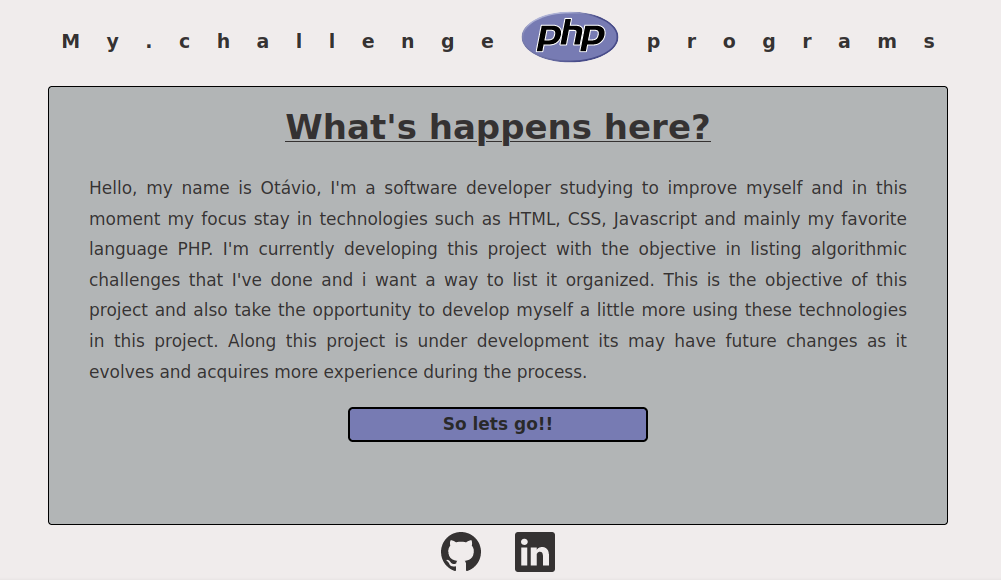 My.challenge php programs
What's happens here?
Hello, my name is Otávio, I'm a software developer studying to improve myself and in this
moment my focus stay in technologies such as HTML, CSS, Javascript and mainly my favorite
language PHP. I'm currently developing this project with the objective in listing algorithmic
challenges that I've done and i want a way to list it organized. This is the objective of this
project and also take the opportunity to develop myself a little more using these technologies
in this project. Along this project is under development its may have future changes as it
evolves and acquires more experience during the process.
So lets go!!
in